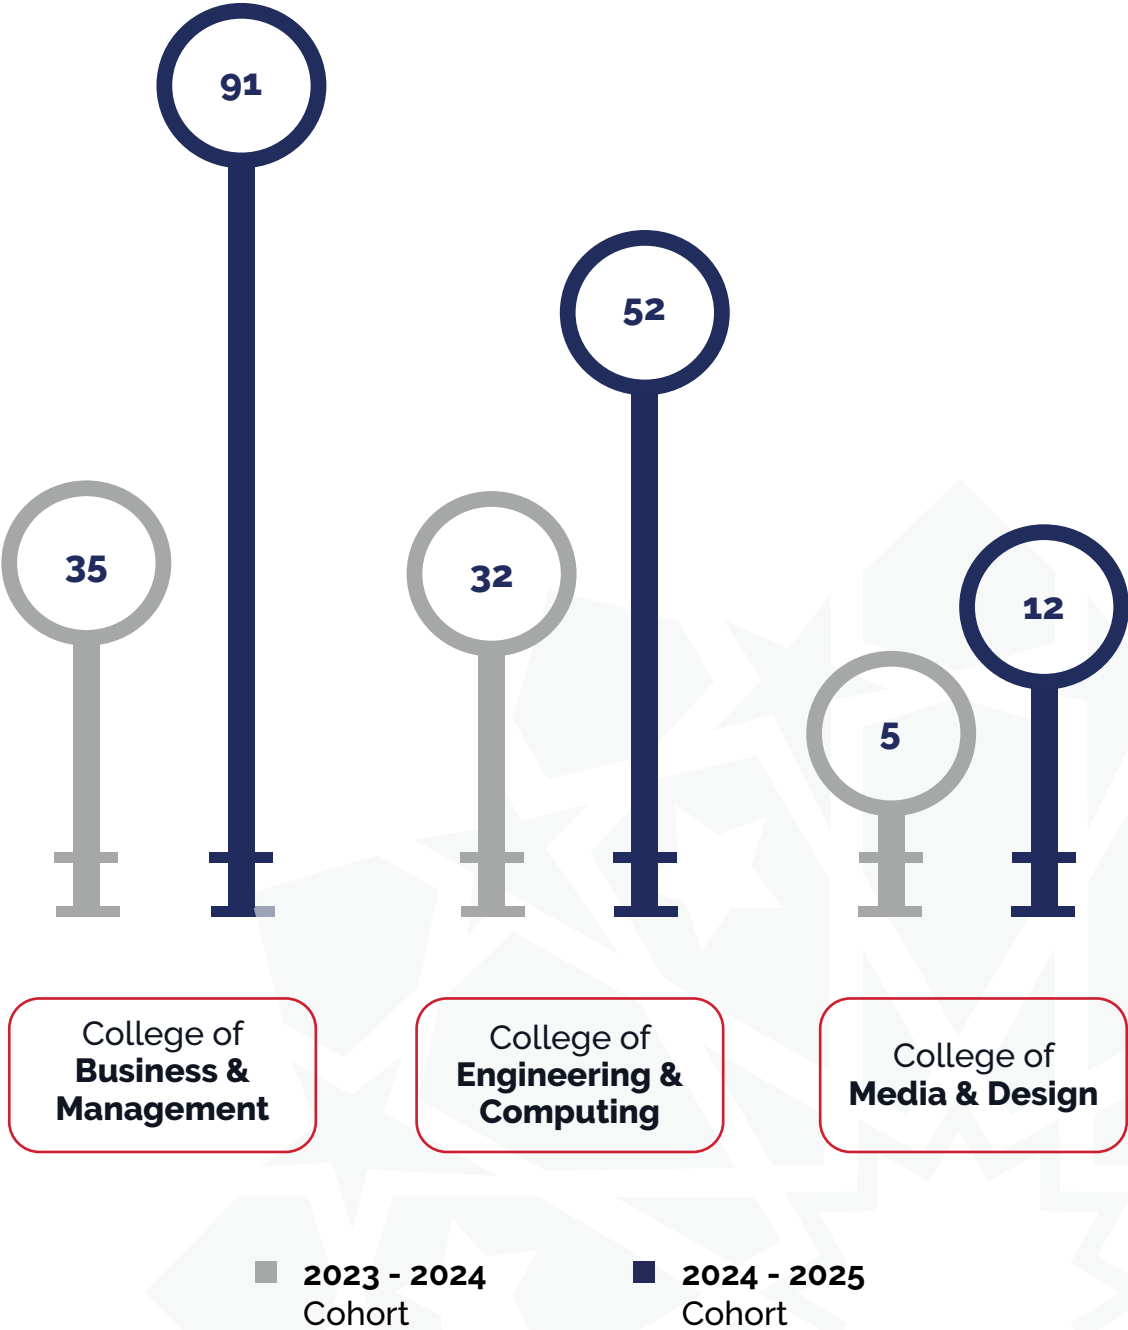 91
52
35
32
12
5
College of
Business &
Management
College of
Engineering &
Computing
College of
Media & Design
2023 - 2024
Cohort
2024 - 2025
Cohort